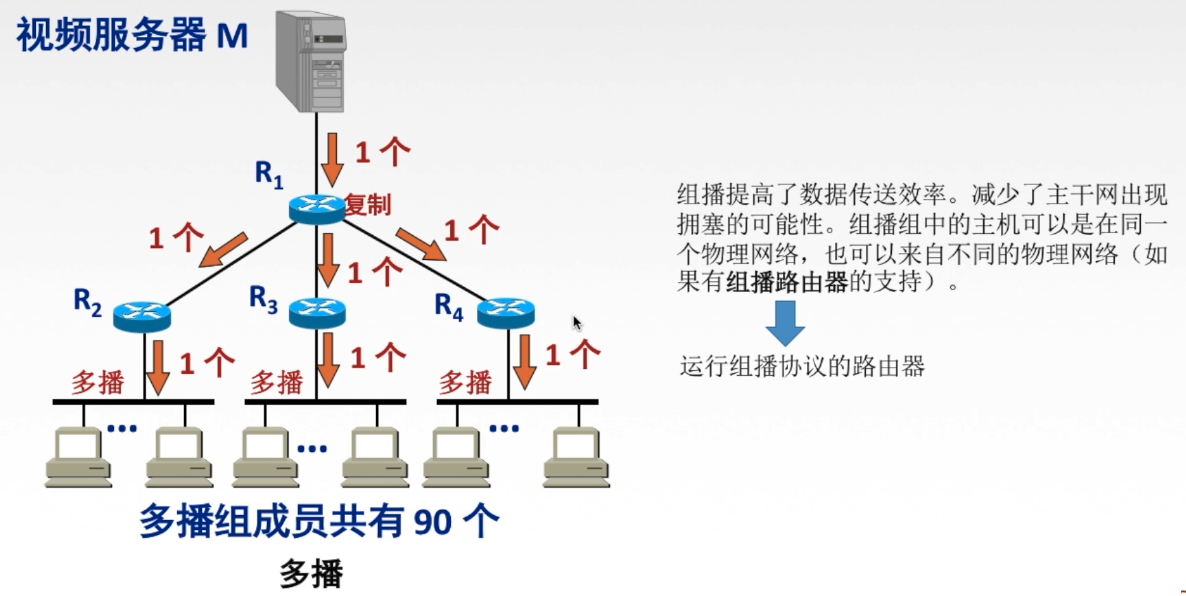 视频服务器 M
1 个
R1
复制
1 个
1 个
1 个
R2
R3
R4
1 个
1 个
1 个
多播
多播
多播
...
...
...
多播组成员共有 90 个
多播
组播提高了数据传送效率。减少了主干网出现
拥塞的可能性。组播组中的主机可以是在同一
个物理网络，也可以来自不同的物理网络（如
果有组播路由器的支持）。
运行组播协议的路由器